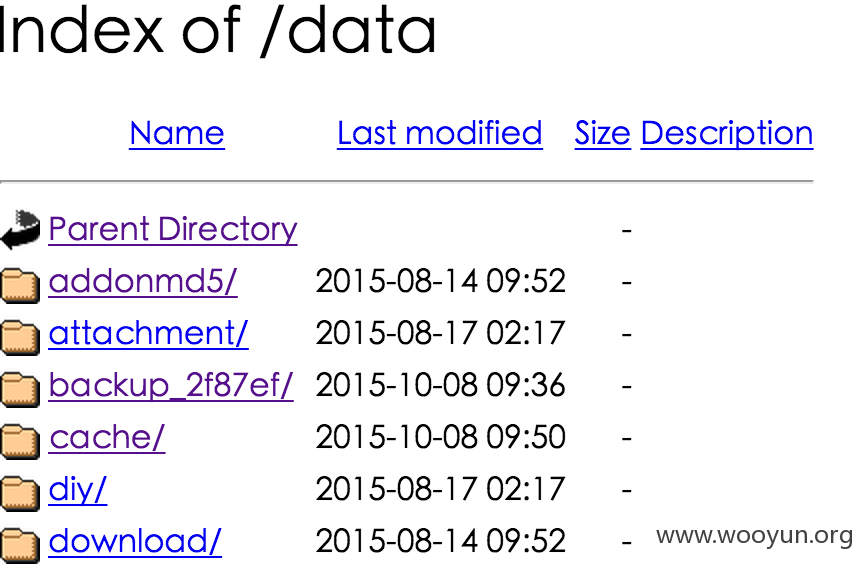 Index of /data
Name Last modified Size Description
Parent Directory -
addonmd5/ 2015-08-14 09:52 -
attachment/ 2015-08-17 02:17 -
backup_2f87ef/ 2015-10-08 09:36 -
cache/ 2015-10-08 09:50 -
diy/ 2015-08-17 02:17 -
download/ 2015-08-14 09:52 -
www.wooyun.org